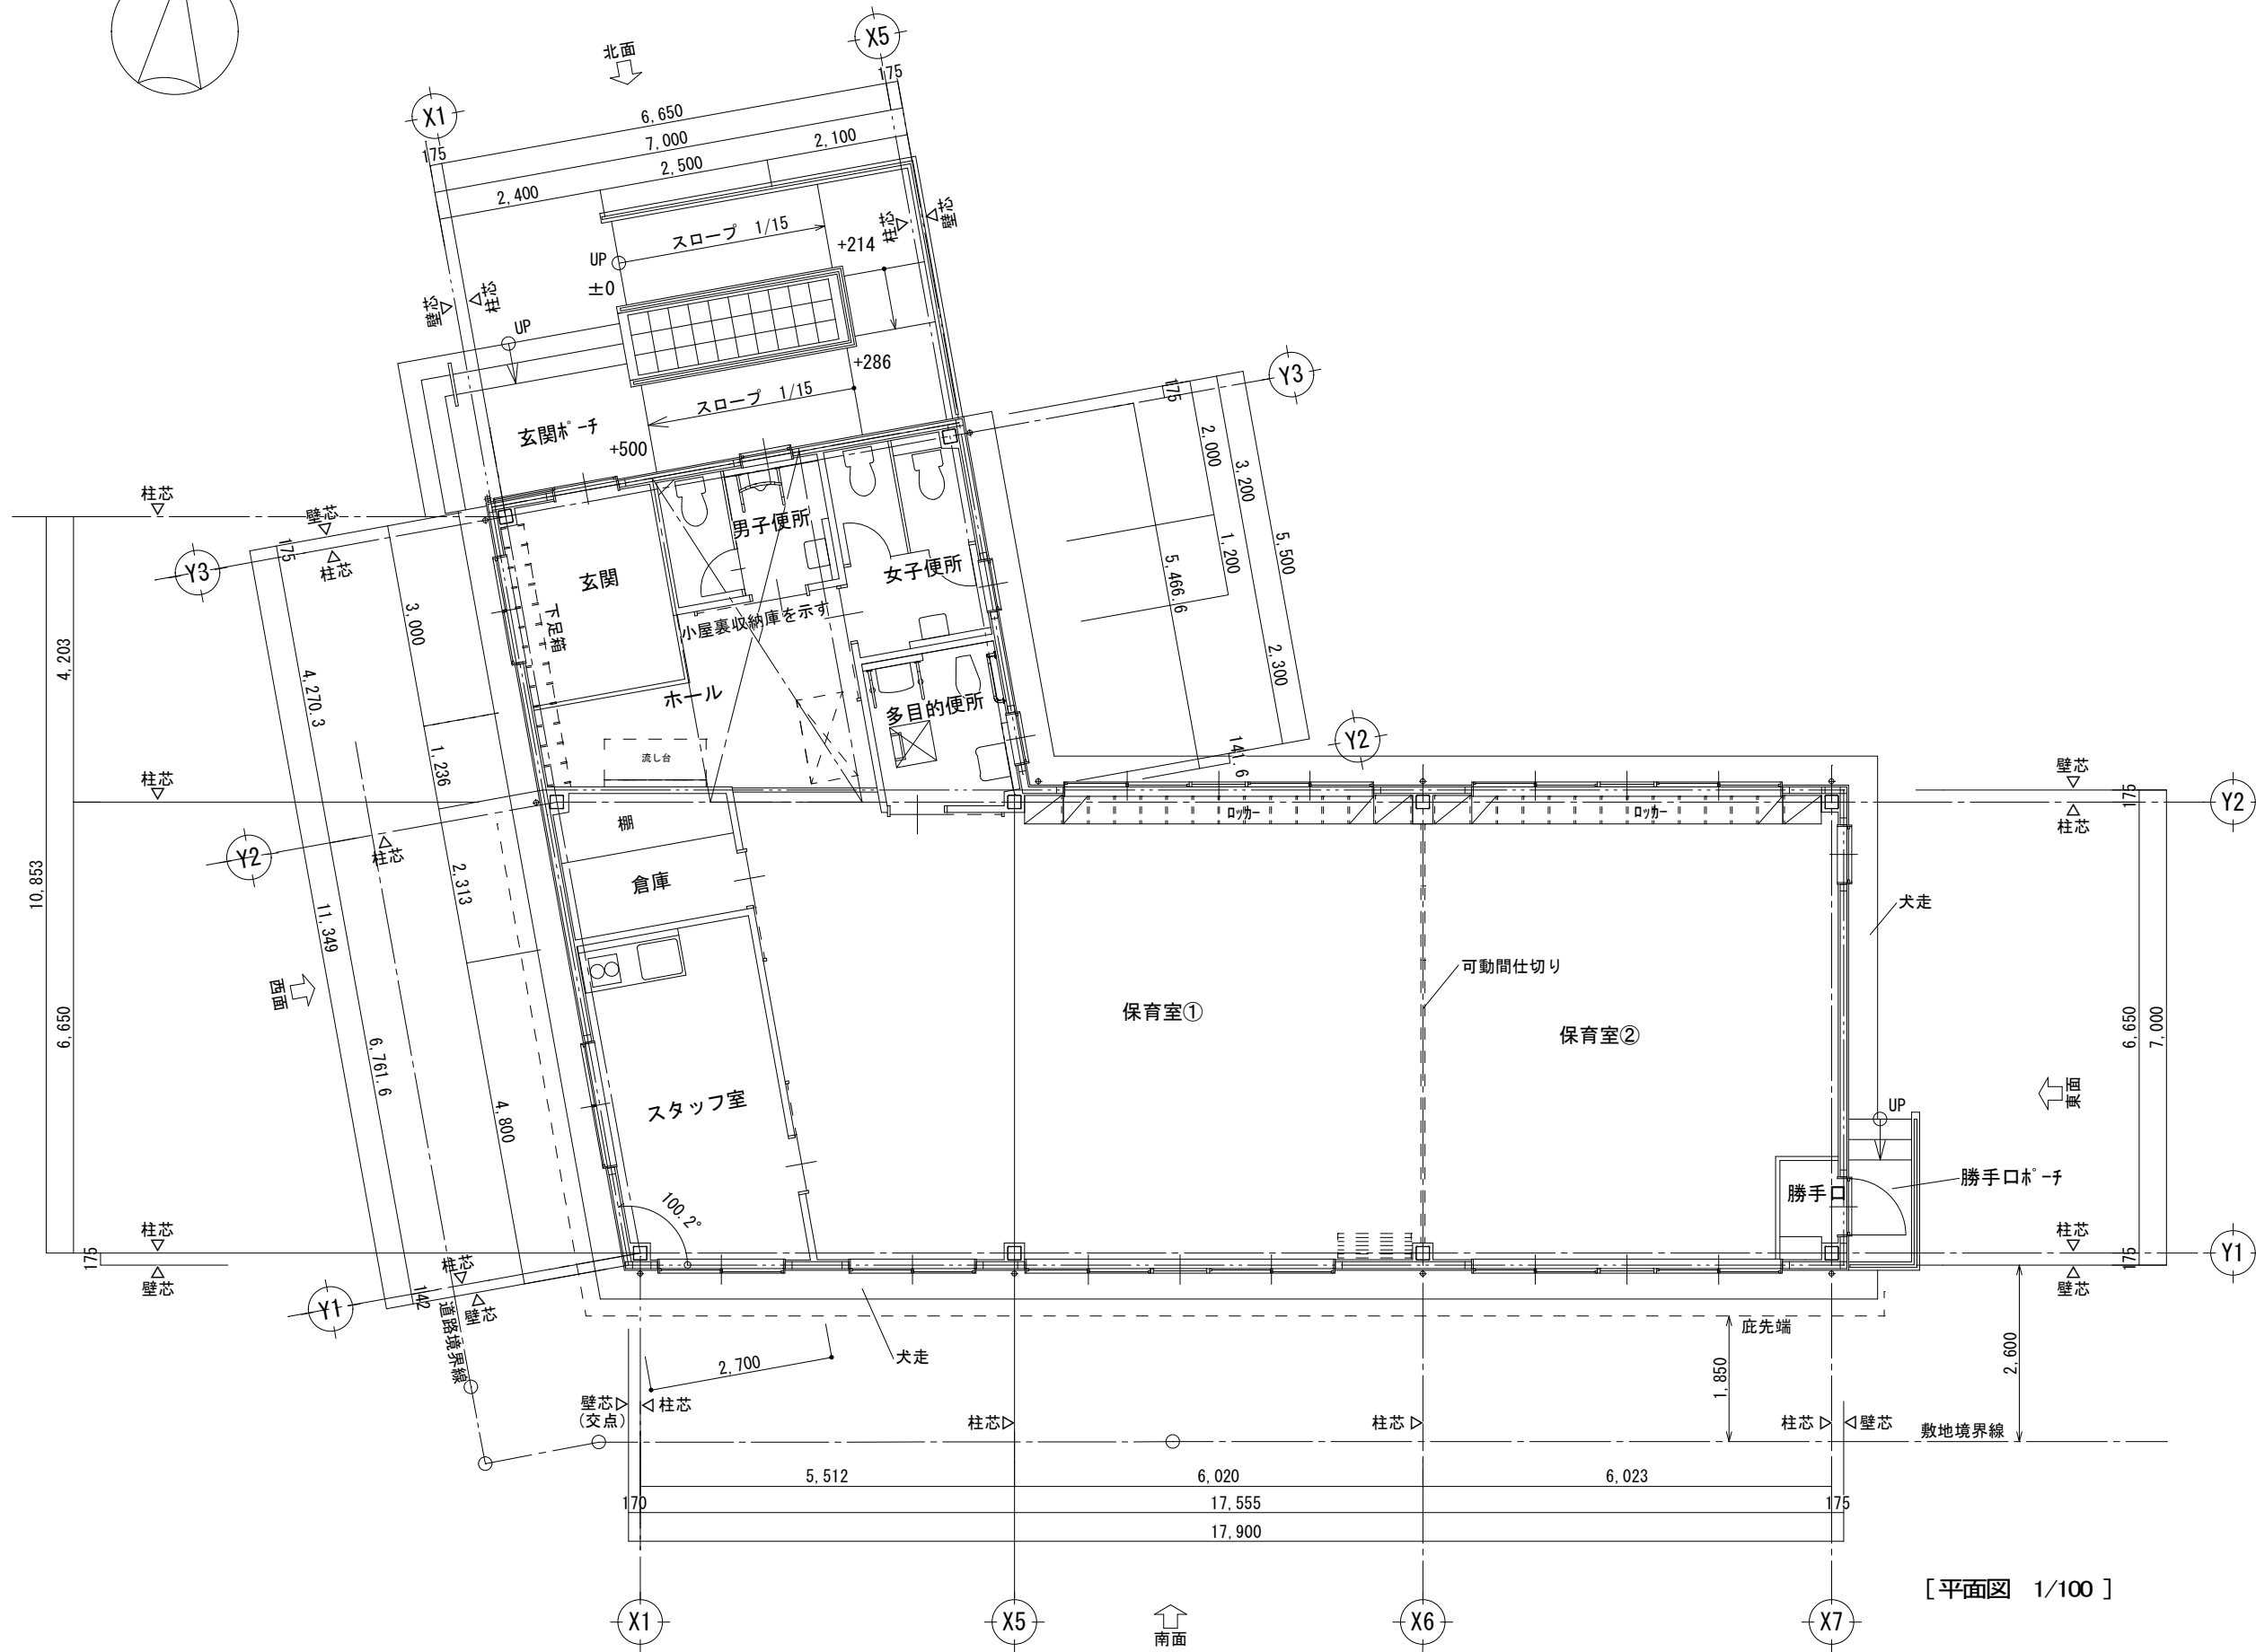 X5
北面
X1
175
6,650
7,000
175
2,100
2,500
2,400
スロープ 1/15
柱芯
壁芯
+214
UP
±0
壁芯
柱芯
UP
+286
スロープ 1/15
Y3
175
玄関ポーチ
+500
2,000
3,200
5,500
柱芯
壁芯
175
柱芯
Y3
男子便所
1,200
玄関
女子便所
5,466.6
下足箱
小屋裏収納庫を示す
3,000
4,203
4,270.3
ホール
多目的便所
2,300
Y2
141.6
流し台
1,236
柱芯
壁芯
175
柱芯
Y2
ロッカー
ロッカー
棚
柱芯
Y2
倉庫
2,313
10,853
11,349
犬走
可動間仕切り
西面
保育室①
保育室②
6,650
6,650
7,000
6,761.6
スタッフ室
4,800
東面
UP
勝手口ポーチ
勝手口
100.2°
柱芯
175
壁芯
柱芯
142
壁芯
Y1
道路境界線
柱芯
175
壁芯
Y1
庇先端
犬走
2,700
1,850
2,600
壁芯
(交点)
柱芯
柱芯
柱芯
柱芯
壁芯
敷地境界線
5,512
6,020
6,023
170
17,555
175
17,900
[平面図 1/100 ]
X1
X5
X6
X7
南面